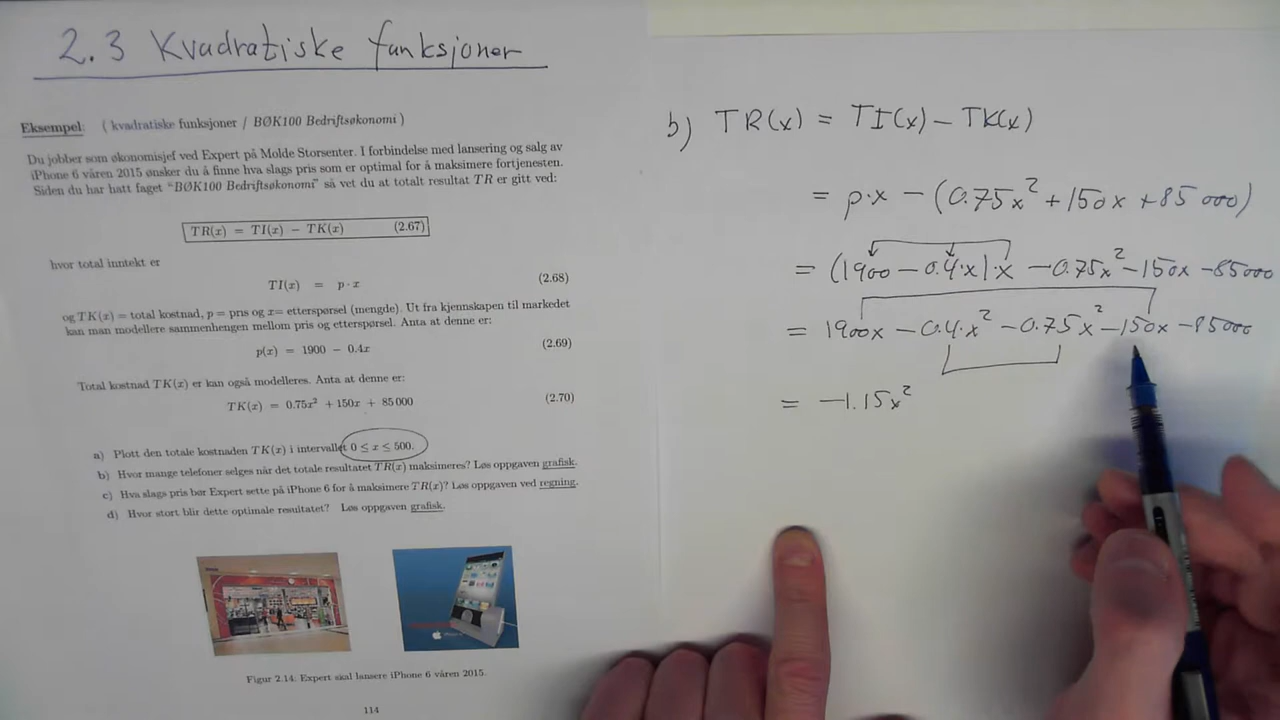 2.3 Kvadratiske funksjoner
Eksempel: ( kvadratiske funksjoner / BØK100 Bedriftsøkonomi )
Du jobber som økonomisjef ved Expert på Molde Storsenter. I forbindelse med lansering og salg av
iPhone 6 våren 2015 ønsker du å finne hva slags pris som er optimal for å maksimere fortjenesten.
Siden du har hatt faget "BØK100 Bedriftsøkonomi" så vet du at totalt resultat TR er gitt ved:
TR(x) = TI(x) − TK(x) (2.67)
hvor total inntekt er
TI(x) = p · x (2.68)
og TK(x) = total kostnad, p = pris og x= etterspørsel (mengde). Ut fra kjennskapen til markedet
kan man modellere sammenhengen mellom pris og etterspørsel. Anta at denne er:
p(x) = 1900 − 0.4x (2.69)
Total kostnad TK(x) er kan også modelleres. Anta at denne er:
TK(x) = 0.75x² + 150x + 85 000 (2.70)
a) Plott den totale kostnaden TK(x) i intervallet 0 ≤ x ≤ 500.
b) Hvor mange telefoner selges når det totale resultatet TR(x) maksimeres? Løs oppgaven grafisk.
c) Hva slags pris bør Expert sette på iPhone 6 for å maksimere TR(x)? Løs oppgaven ved regning.
d) Hvor stort blir dette optimale resultatet? Løs oppgaven grafisk.
Figur 2.14: Expert skal lansere iPhone 6 våren 2015.
114
b) TR(x) = TI(x) − TK(x)
= p·x − (0.75x² + 150x + 85 000)
= (1900 − 0.4·x)·x − 0.75x² − 150x − 85000
= 1900x − 0.4·x² − 0.75x² − 150x − 85000
= −1.15x²